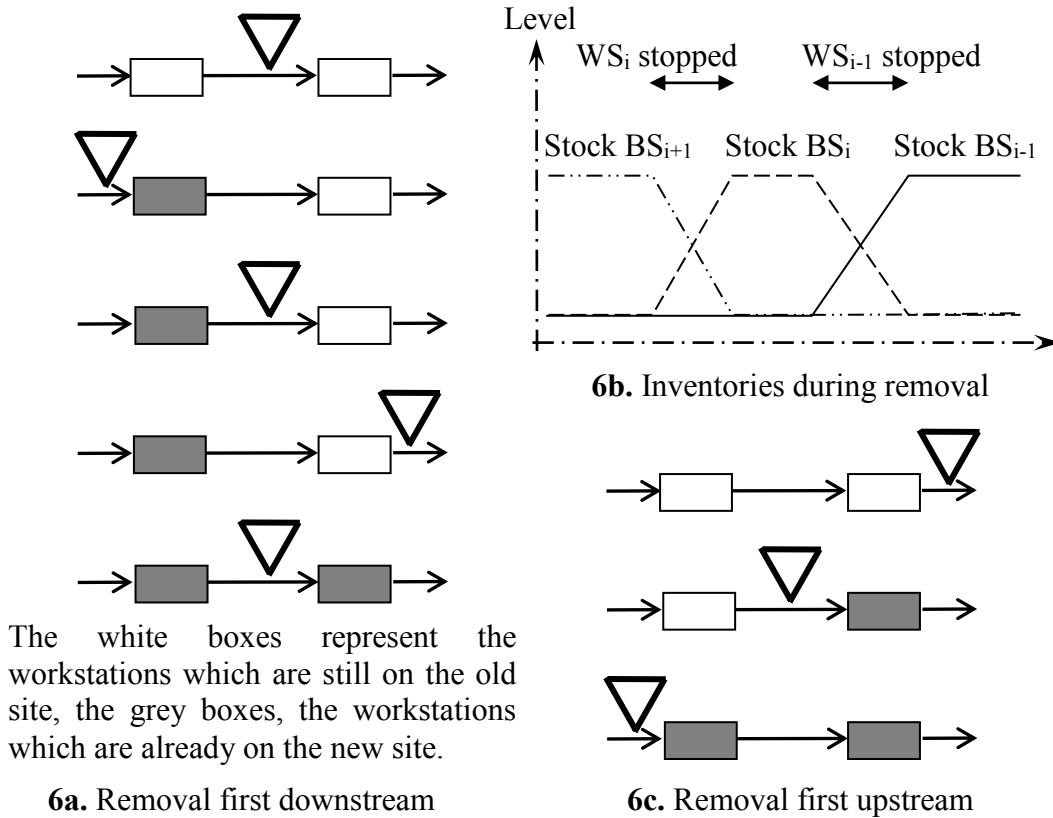 Level
WSi stopped
WSi-1 stopped
Stock BSi+1
Stock BSi
Stock BSi-1
6b. Inventories during removal
The white boxes represent the
workstations which are still on the old
site, the grey boxes, the workstations
which are already on the new site.
6a. Removal first downstream
6c. Removal first upstream